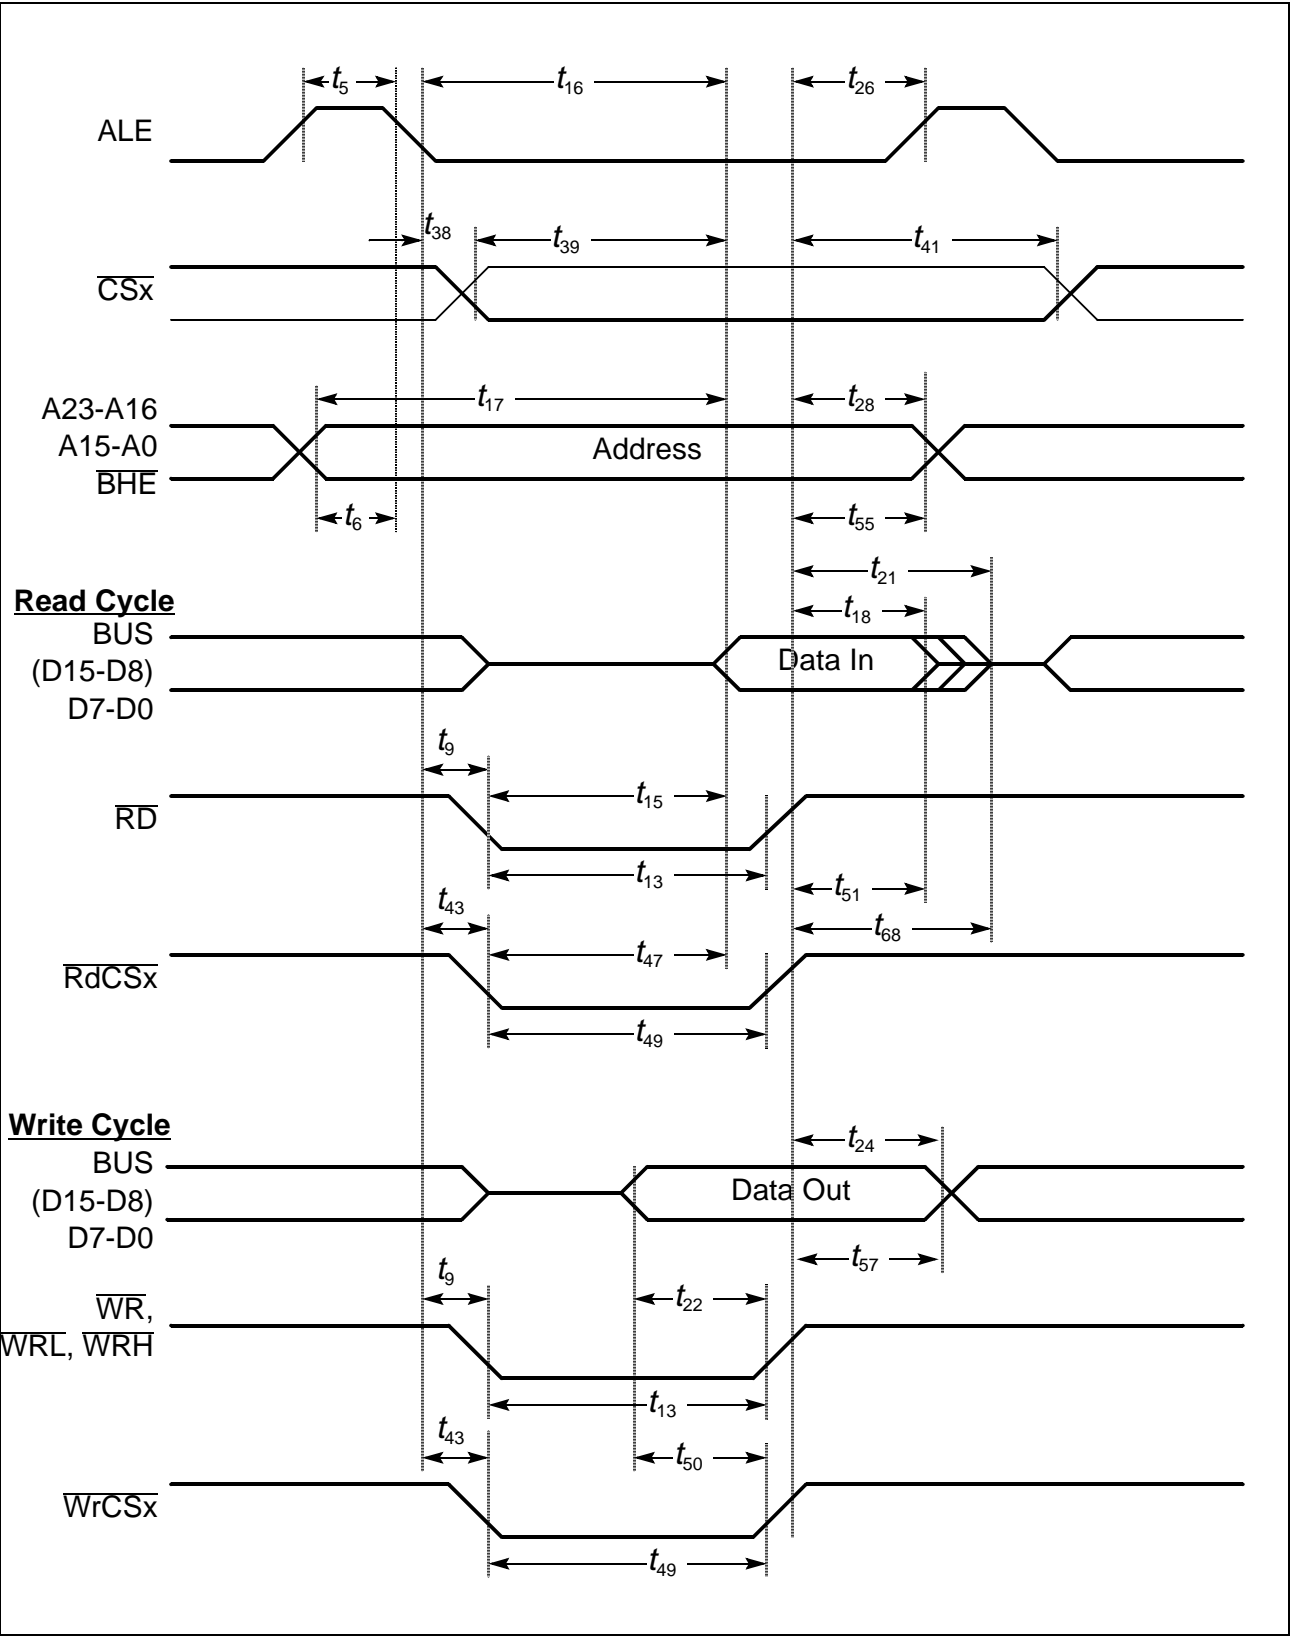 t5 t16 t26
ALE
t38 t39 t41
CSx
t17 t28
A23-A16
A15-A0
BHE
Address
t6 t55
t21
Read Cycle
t18
BUS
(D15-D8)
D7-D0
Data In
t9
t15
RD
t13 t51
t43
t68
t47
RdCSx
t49
Write Cycle
t24
BUS
(D15-D8)
D7-D0
Data Out
t57
t9
t22
WR,
WRL, WRH
t13
t43
t50
WrCSx
t49